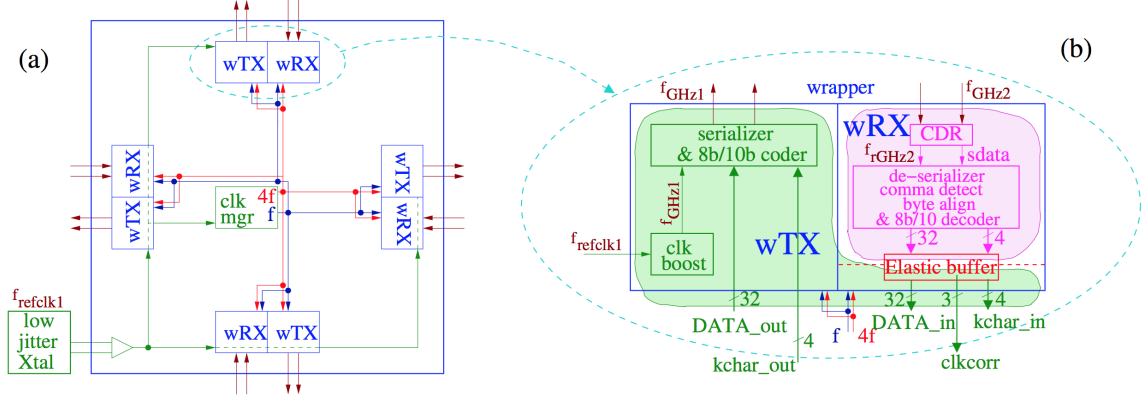 (a)
wTX
wRX
wRX
wTX
clk
mgr
4f
f
wTX
wRX
f_refclk1
low
jitter
Xtal
wRX
wTX
(b)
wrapper
f_GHz1
f_GHz2
serializer
& 8b/10b coder
wRX
CDR
f_rGHz2
sdata
de-serializer
comma detect
byte align
& 8b/10 decoder
32
4
f_GHz1
f_refclk1
clk
boost
wTX
Elastic buffer
32
4
DATA_out
kchar_out
f
4f
32
3
4
DATA_in
kchar_in
clkcorr